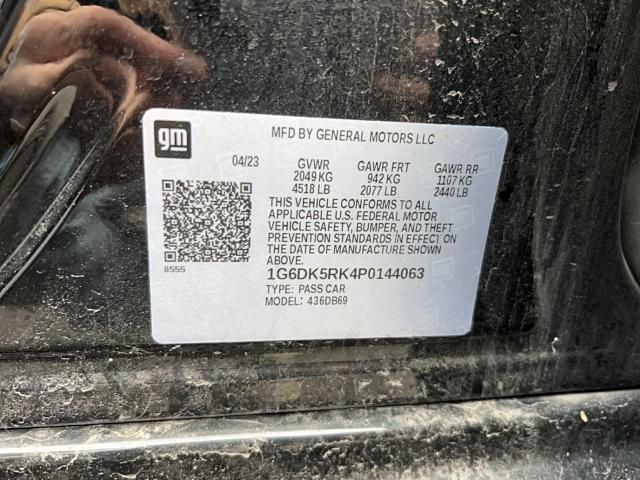 gm
MFD BY GENERAL MOTORS LLC
04/23 GVWR GAWR FRT GAWR RR
2049 KG 942 KG 1107 KG
4518 LB 2077 LB 2440 LB
THIS VEHICLE CONFORMS TO ALL
APPLICABLE U.S. FEDERAL MOTOR
VEHICLE SAFETY, BUMPER, AND THEFT
PREVENTION STANDARDS IN EFFECT ON
THE DATE OF MANUFACTURE SHOWN
ABOVE.
8555
1G6DK5RK4P0144063
TYPE: PASS CAR
MODEL: 436DB69